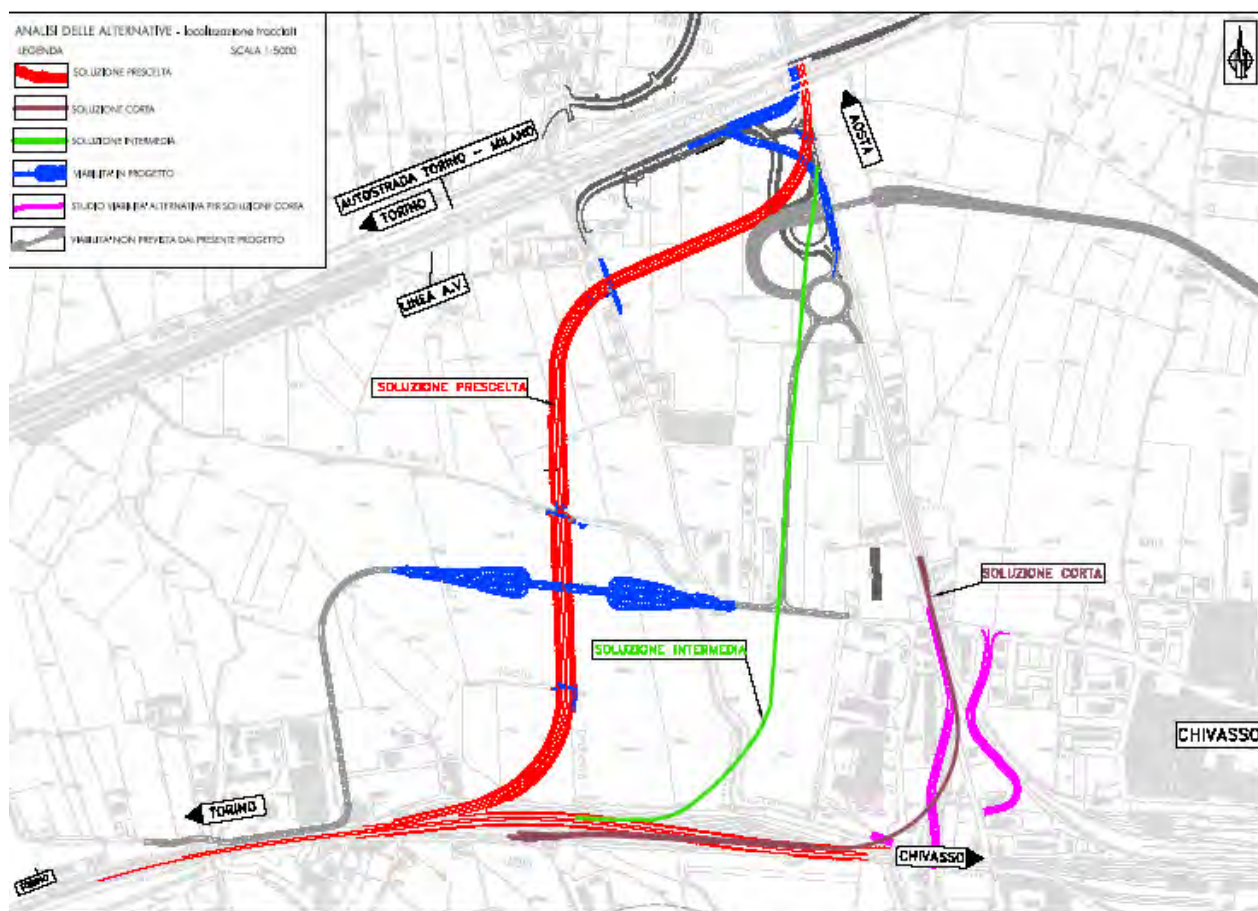 ANALISI DELLE ALTERNATIVE - localizzazione tracciati
LEGENDA
SCALA 1:5000
SOLUZIONE PRESCELTA
SOLUZIONE CORTA
SOLUZIONE INTERMEDIA
VIABILITA' IN PROGETTO
STUDIO VIABILITA' ALTERNATIVA PER SOLUZIONE CORTA
VIABILITA' NON PREVISTA DAL PRESENTE PROGETTO
AUTOSTRADA TORINO -- MILANO
TORINO
AOSTA
LINEA A.V.
SOLUZIONE PRESCELTA
SOLUZIONE CORTA
SOLUZIONE INTERMEDIA
CHIVASSO
TORINO
CHIVASSO